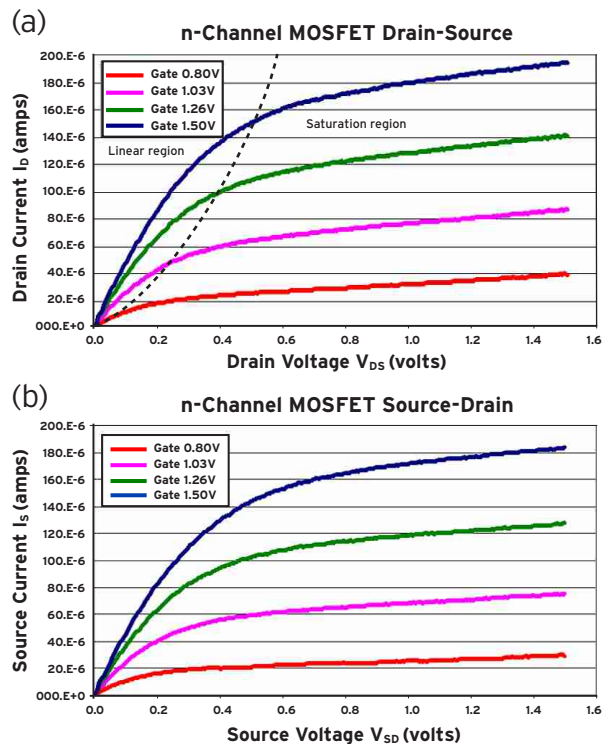 (a)
n-Channel MOSFET Drain-Source
200.E-6
180.E-6
160.E-6
140.E-6
120.E-6
100.E-6
80.E-6
60.E-6
40.E-6
20.E-6
000.E+0
Drain Current ID (amps)
Gate 0.80V
Gate 1.03V
Gate 1.26V
Gate 1.50V
Linear region
Saturation region
0.0 0.2 0.4 0.6 0.8 1.0 1.2 1.4 1.6
Drain Voltage VDS (volts)
(b)
n-Channel MOSFET Source-Drain
200.E-6
180.E-6
160.E-6
140.E-6
120.E-6
100.E-6
80.E-6
60.E-6
40.E-6
20.E-6
000.E+0
Source Current IS (amps)
Gate 0.80V
Gate 1.03V
Gate 1.26V
Gate 1.50V
0.0 0.2 0.4 0.6 0.8 1.0 1.2 1.4 1.6
Source Voltage VSD (volts)